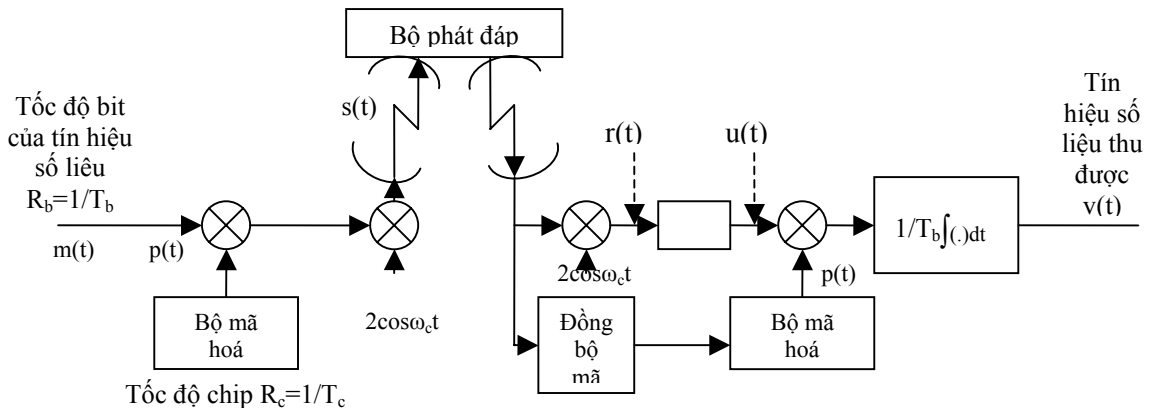 Bộ phát đáp
Tốc độ bit
của tín hiệu
số liêu
R_b=1/T_b
m(t)
p(t)
Bộ mã
hoá
Tốc độ chip R_c=1/T_c
s(t)
2cosω_ct
r(t)
u(t)
2cosω_ct
Đồng
bộ
mã
p(t)
Bộ mã
hoá
1/T_b∫(.)dt
Tín
hiệu số
liệu thu
được
v(t)